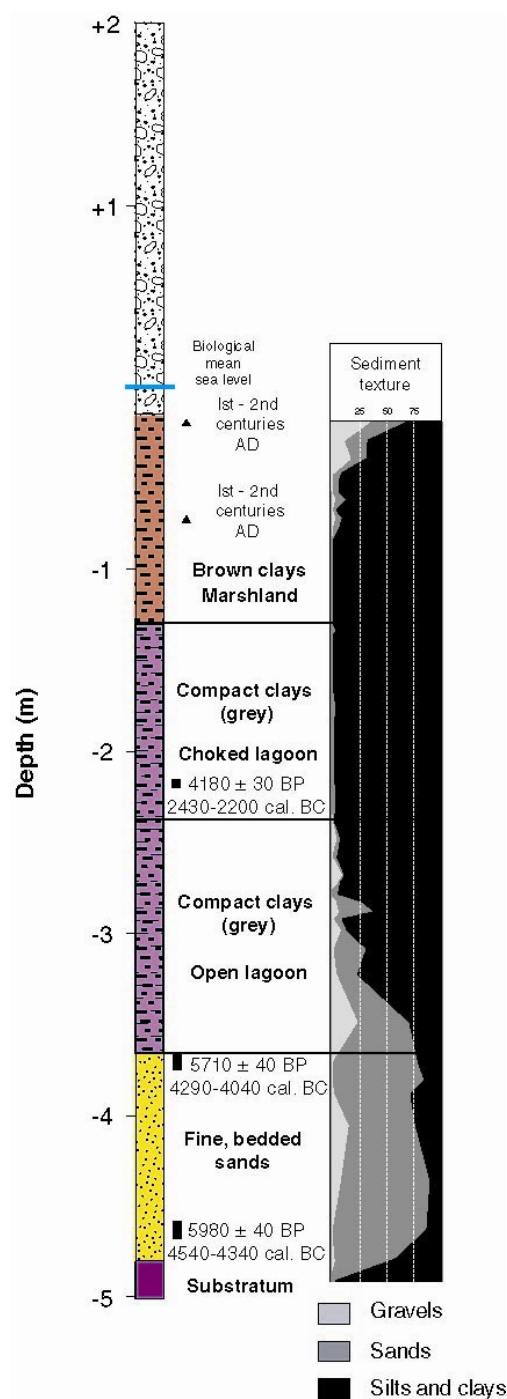 +2
+1
Biological
mean
sea level
Ist - 2nd
centuries
AD
Ist - 2nd
centuries
AD
-1
Brown clays
Marshland
Compact clays
(grey)
Choked lagoon
-2
4180 ± 30 BP
2430-2200 cal. BC
Compact clays
(grey)
-3
Open lagoon
5710 ± 40 BP
4290-4040 cal. BC
-4
Fine, bedded
sands
5980 ± 40 BP
4540-4340 cal. BC
Substratum
-5
Depth (m)
Sediment
texture
25 50 75
Gravels
Sands
Silts and clays